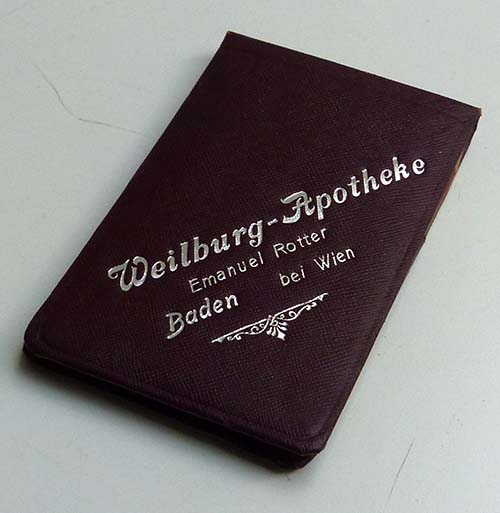 Weilburg-Apotheke
Emanuel Rotter
Baden bei Wien